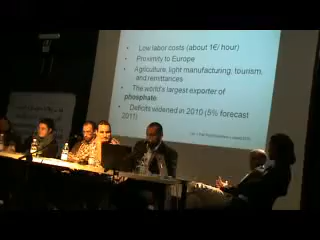 • Low labor costs (about 1€/ hour)
• Proximity to Europe
• Agriculture, light manufacturing, tourism,
and remittances
• The world's largest exporter of
phosphate.
• Deficits widened in 2010 (5% forecast
2011)